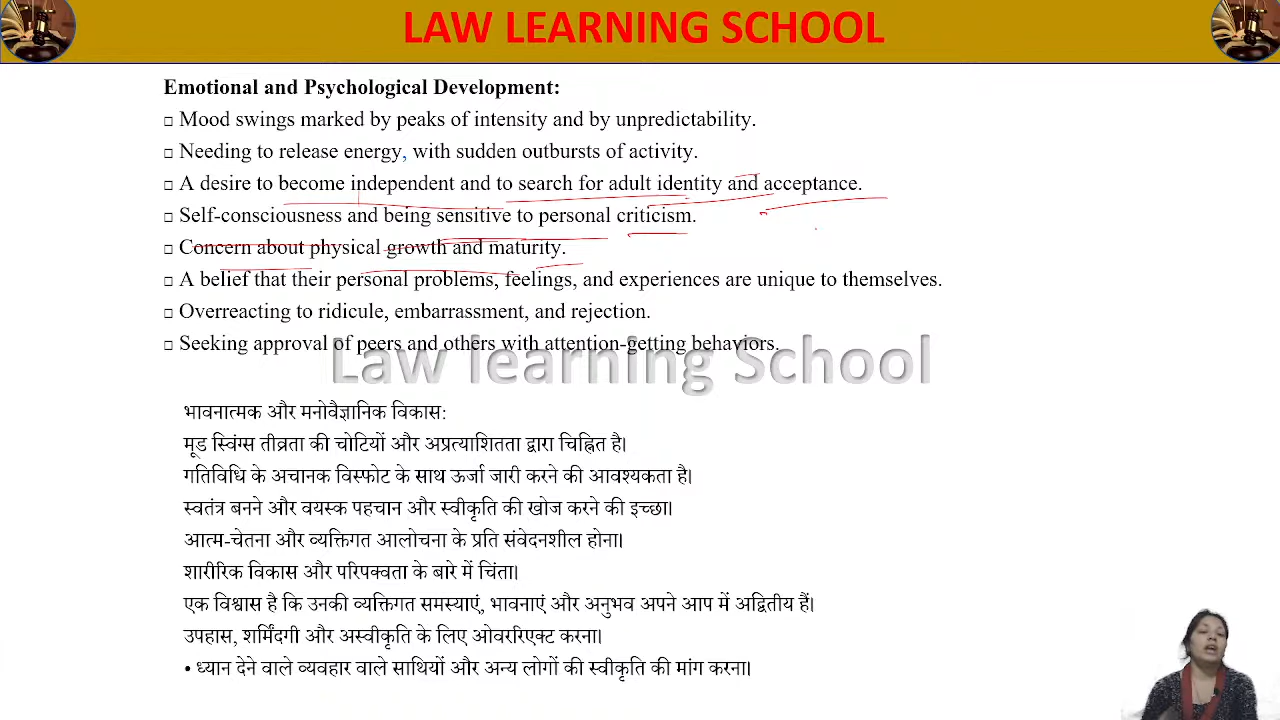 LAW LEARNING SCHOOL
Emotional and Psychological Development:
□ Mood swings marked by peaks of intensity and by unpredictability.
□ Needing to release energy, with sudden outbursts of activity.
□ A desire to become independent and to search for adult identity and acceptance.
□ Self-consciousness and being sensitive to personal criticism.
□ Concern about physical growth and maturity.
□ A belief that their personal problems, feelings, and experiences are unique to themselves.
□ Overreacting to ridicule, embarrassment, and rejection.
□ Seeking approval of peers and others with attention-getting behaviors.
Law learning School
भावनात्मक और मनोवैज्ञानिक विकास:
मूड स्विंग्स तीव्रता की चोटियों और अप्रत्याशितता द्वारा चिह्नित है।
गतिविधि के अचानक विस्फोट के साथ ऊर्जा जारी करने की आवश्यकता है।
स्वतंत्र बनने और वयस्क पहचान और स्वीकृति की खोज करने की इच्छा।
आत्म-चेतना और व्यक्तिगत आलोचना के प्रति संवेदनशील होना।
शारीरिक विकास और परिपक्वता के बारे में चिंता।
एक विश्वास है कि उनकी व्यक्तिगत समस्याएं, भावनाएं और अनुभव अपने आप में अद्वितीय हैं।
उपहास, शर्मिंदगी और अस्वीकृति के लिए ओवररिएक्ट करना।
• ध्यान देने वाले व्यवहार वाले साथियों और अन्य लोगों की स्वीकृति की मांग करना।